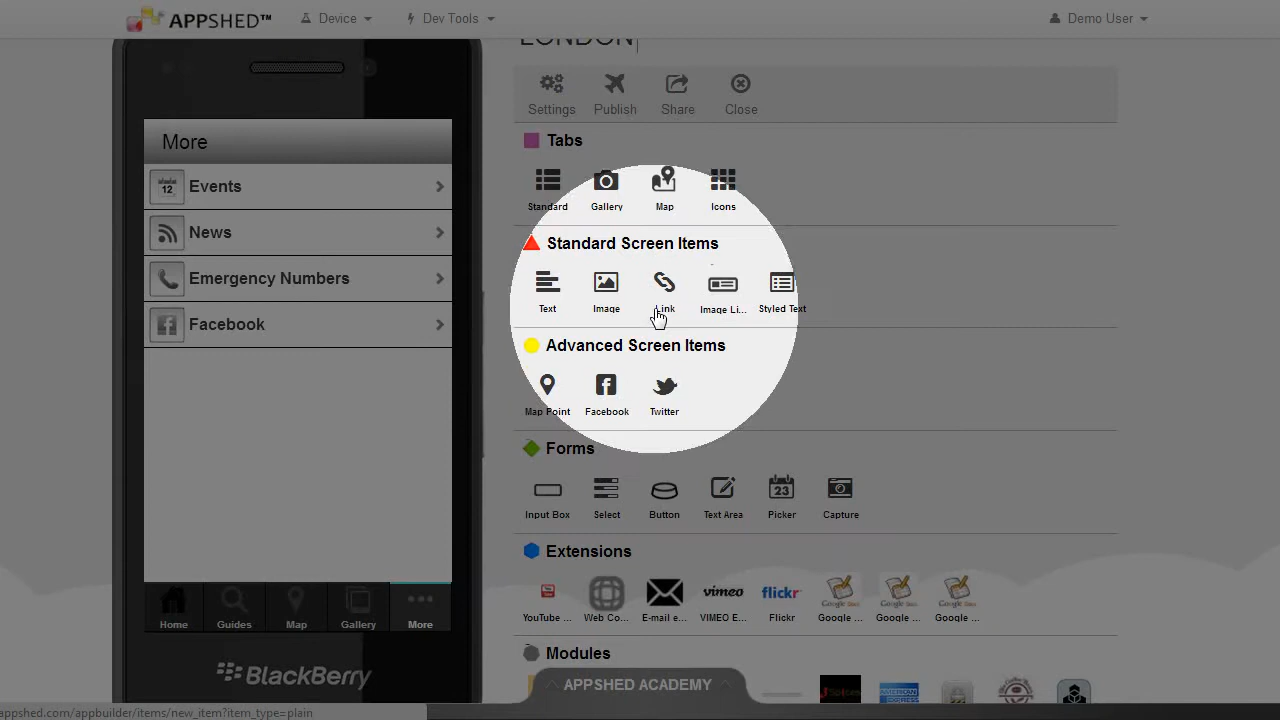 APPSHED™ Device Dev Tools Demo User
LONDON
Settings Publish Share Close
More
Tabs
Events
Standard Gallery Map Icons
12
News
Standard Screen Items
Emergency Numbers
Text Image Link Image Li... Styled Text
Facebook
Advanced Screen Items
Map Point Facebook Twitter
Forms
23
Input Box Select Button Text Area Picker Capture
Extensions
vimeo flickr Google Google Google
YouTube ... Web Co... E-mail e... VIMEO E... Flickr Google ... Google ... Google ...
Home Guides Map Gallery More
Modules
BlackBerry
APPSHED ACADEMY
appshed.com/appbuilder/items/new_item?item_type=plain